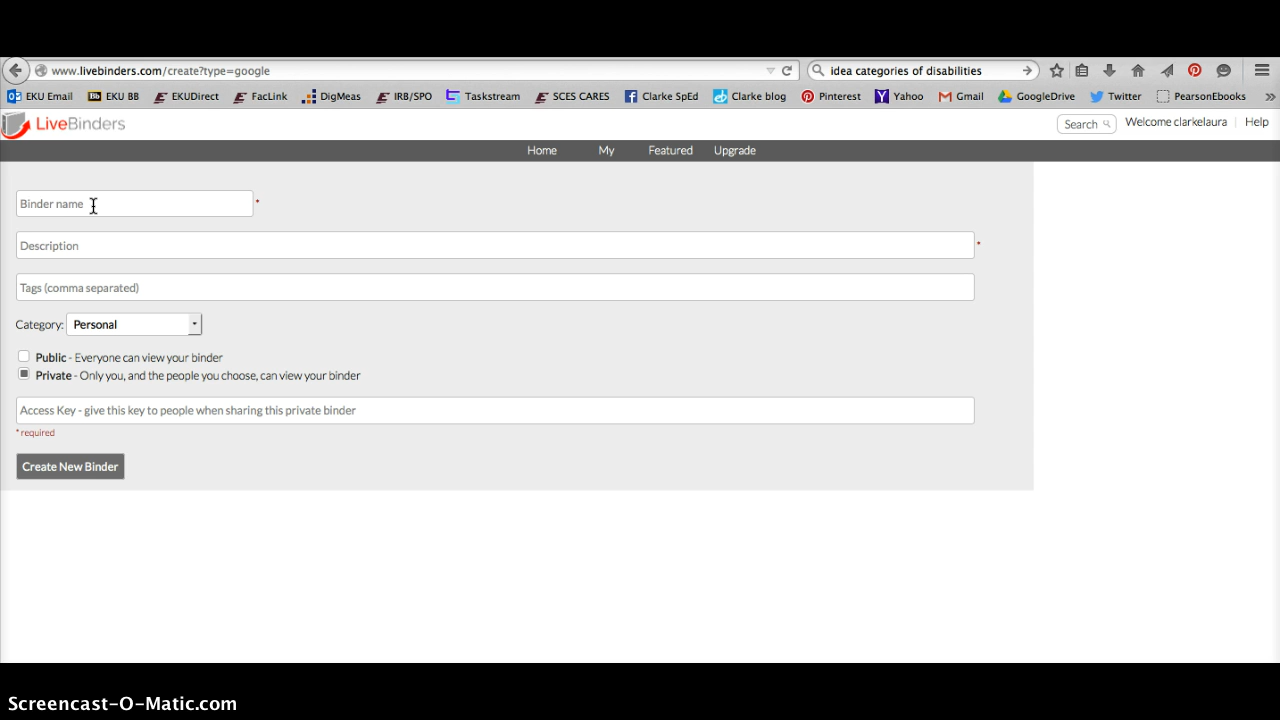 www.livebinders.com/create?type=google
idea categories of disabilities
EKU Email
Bb
EKU BB
EKUDirect
FacLink
DigMeas
IRB/SPO
Taskstream
SCES CARES
Clarke SpEd
Clarke blog
Pinterest
Yahoo
Gmail
GoogleDrive
Twitter
PearsonEbooks
LiveBinders
Search
Welcome clarkelaura
Help
Home
My
Featured
Upgrade
Binder name
*
Description
*
Tags (comma separated)
Category: Personal
Public - Everyone can view your binder
Private - Only you, and the people you choose, can view your binder
Access Key - give this key to people when sharing this private binder
* required
Create New Binder
Screencast-O-Matic.com